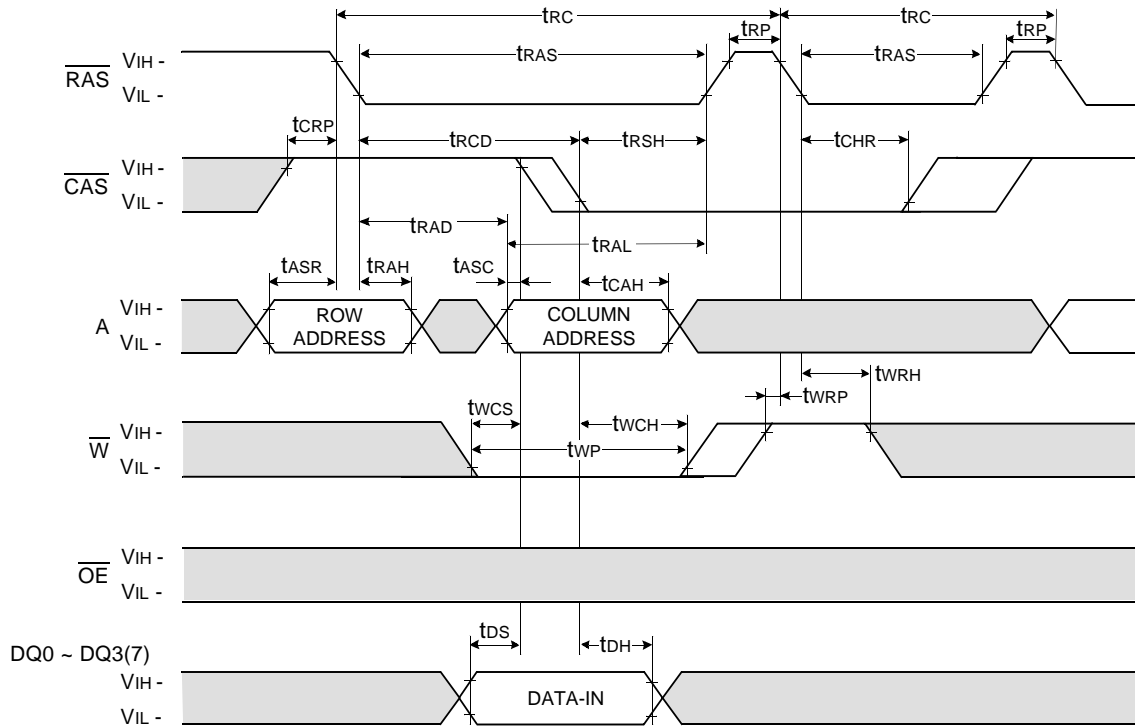 tRC tRC
tRP tRP
tRAS tRAS
RAS VIH -
VIL -
tCRP tRCD tRSH tCHR
CAS VIH -
VIL -
tRAD tRAL
tASR tRAH tASC tCAH
A VIH -
VIL -
ROW
ADDRESS
COLUMN
ADDRESS
tWRH
tWRP
tWCS tWCH
tWP
W VIH -
VIL -
OE VIH -
VIL -
tDS tDH
DQ0 ~ DQ3(7)
VIH -
VIL -
DATA-IN